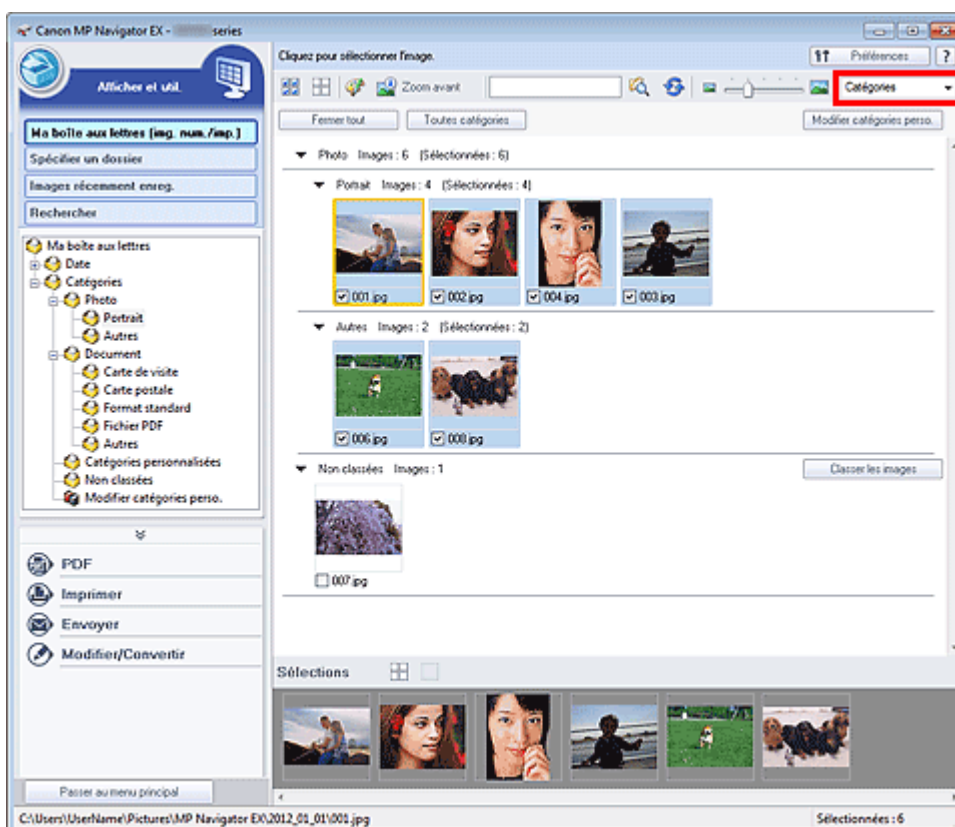 Canon MP Navigator EX - series
Afficher et util.
Ma boîte aux lettres (img. num./imp.)
Spécifier un dossier
Images récemment enreg.
Rechercher
Ma boîte aux lettres
Date
Catégories
Photo
Portrait
Autres
Document
Carte de visite
Carte postale
Format standard
Fichier PDF
Autres
Catégories personnalisées
Non classées
Modifier catégories perso.
PDF
Imprimer
Envoyer
Modifier/Convertir
Passer au menu principal
Cliquez pour sélectionner l'image.
Préférences
?
Zoom avant
Catégories
Fermer tout
Toutes catégories
Modifier catégories perso.
Photo Images : 6 (Sélectionnées : 6)
Portrait Images : 4 (Sélectionnées : 4)
001.jpg
002.jpg
004.jpg
003.jpg
Autres Images : 2 (Sélectionnées : 2)
006.jpg
008.jpg
Non classées Images : 1
Classer les images
007.jpg
Sélections
C:\Users\UserName\Pictures\MP Navigator EX\2012_01_01\001.jpg
Sélectionnées : 6